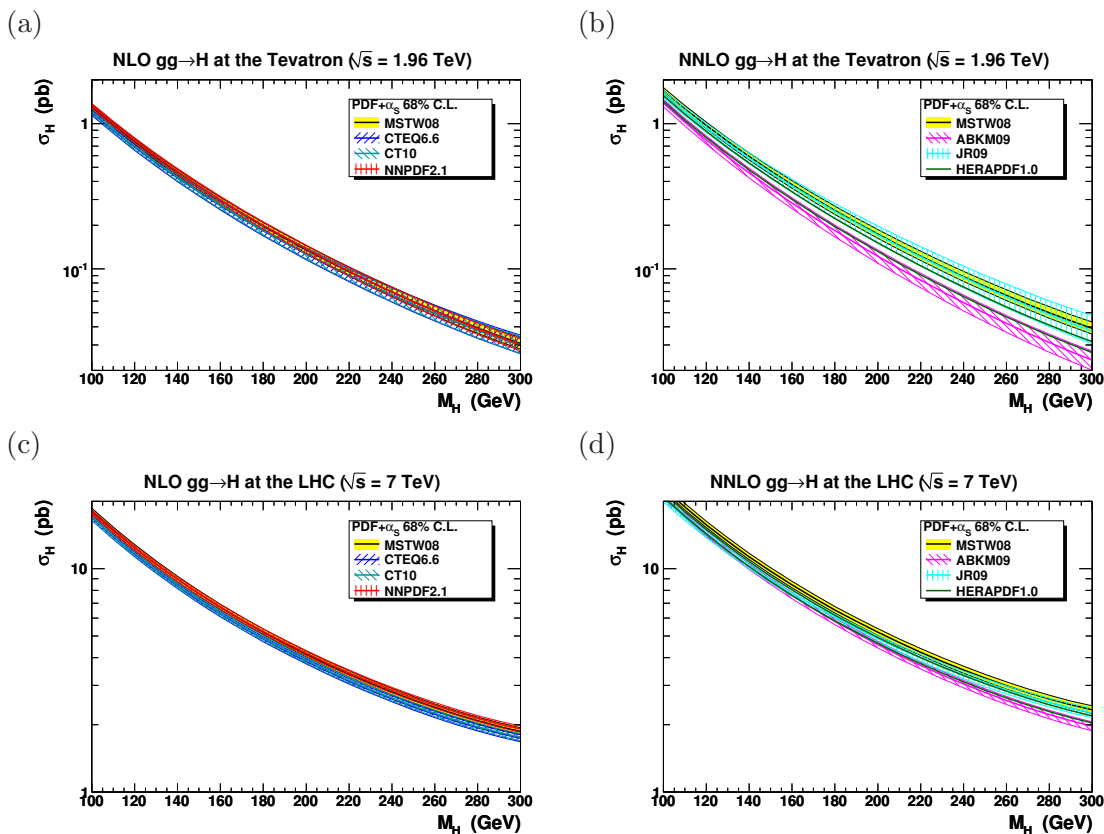 (a)
NLO gg→H at the Tevatron (√s = 1.96 TeV)
σH (pb)
PDF+αS 68% C.L.
MSTW08
CTEQ6.6
CT10
NNPDF2.1
1
10-1
100 120 140 160 180 200 220 240 260 280 300
MH (GeV)
(b)
NNLO gg→H at the Tevatron (√s = 1.96 TeV)
σH (pb)
PDF+αS 68% C.L.
MSTW08
ABKM09
JR09
HERAPDF1.0
1
10-1
100 120 140 160 180 200 220 240 260 280 300
MH (GeV)
(c)
NLO gg→H at the LHC (√s = 7 TeV)
σH (pb)
PDF+αS 68% C.L.
MSTW08
CTEQ6.6
CT10
NNPDF2.1
10
1
100 120 140 160 180 200 220 240 260 280 300
MH (GeV)
(d)
NNLO gg→H at the LHC (√s = 7 TeV)
σH (pb)
PDF+αS 68% C.L.
MSTW08
ABKM09
JR09
HERAPDF1.0
10
1
100 120 140 160 180 200 220 240 260 280 300
MH (GeV)